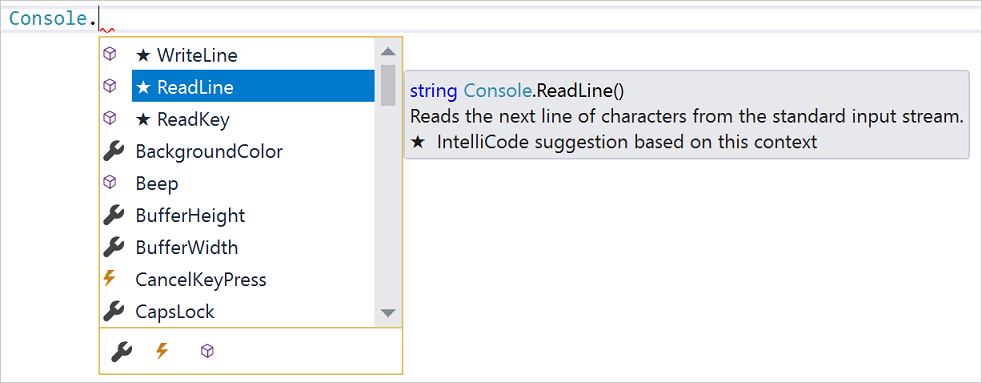 Console.
★ WriteLine
★ ReadLine
★ ReadKey
BackgroundColor
Beep
BufferHeight
BufferWidth
CancelKeyPress
CapsLock
string Console.ReadLine()
Reads the next line of characters from the standard input stream.
★ IntelliCode suggestion based on this context